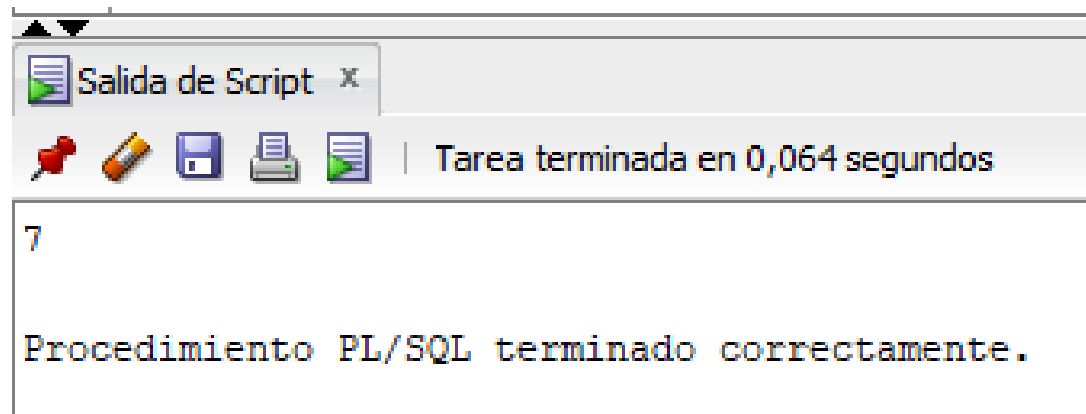 Salida de Script x
Tarea terminada en 0,064 segundos
7
Procedimiento PL/SQL terminado correctamente.